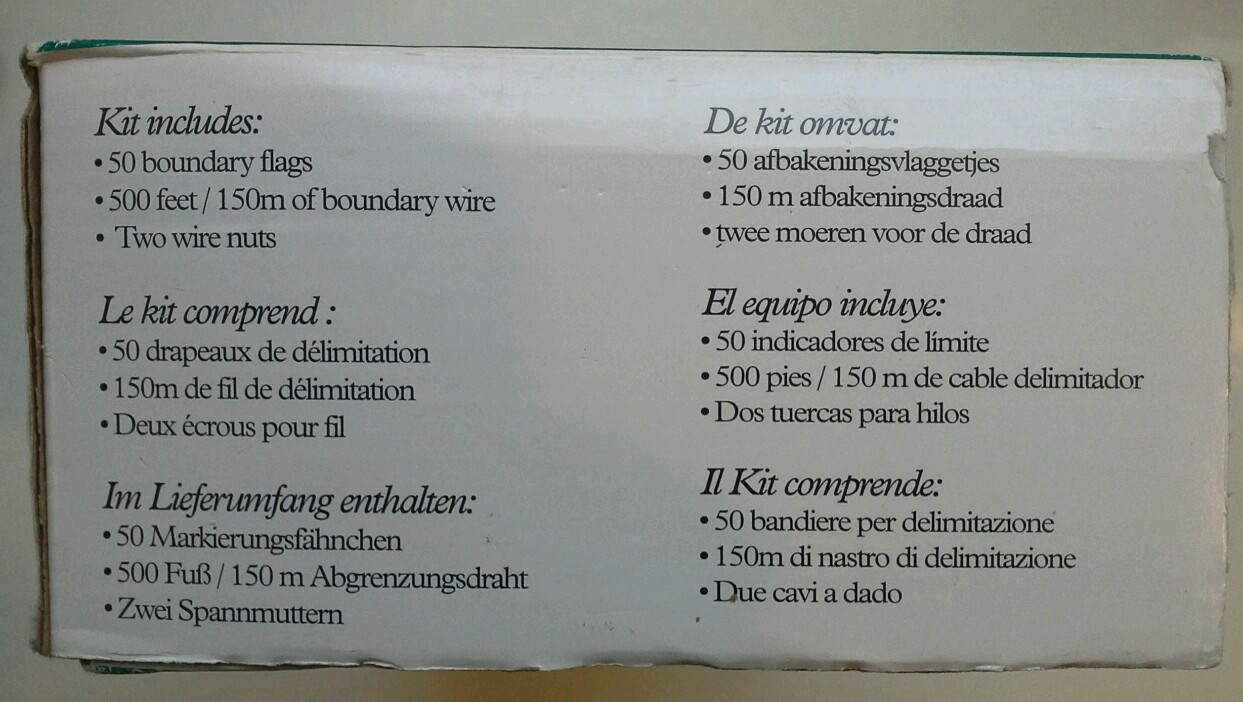 Kit includes:
• 50 boundary flags
• 500 feet / 150m of boundary wire
• Two wire nuts
Le kit comprend :
• 50 drapeaux de délimitation
• 150m de fil de délimitation
• Deux écrous pour fil
Im Lieferumfang enthalten:
• 50 Markierungsfähnchen
• 500 Fuß / 150 m Abgrenzungsdraht
• Zwei Spannmuttern
De kit omvat:
• 50 afbakeningsvlaggetjes
• 150 m afbakeningsdraad
• twee moeren voor de draad
El equipo incluye:
• 50 indicadores de límite
• 500 pies / 150 m de cable delimitador
• Dos tuercas para hilos
Il Kit comprende:
• 50 bandiere per delimitazione
• 150m di nastro di delimitazione
• Due cavi a dado